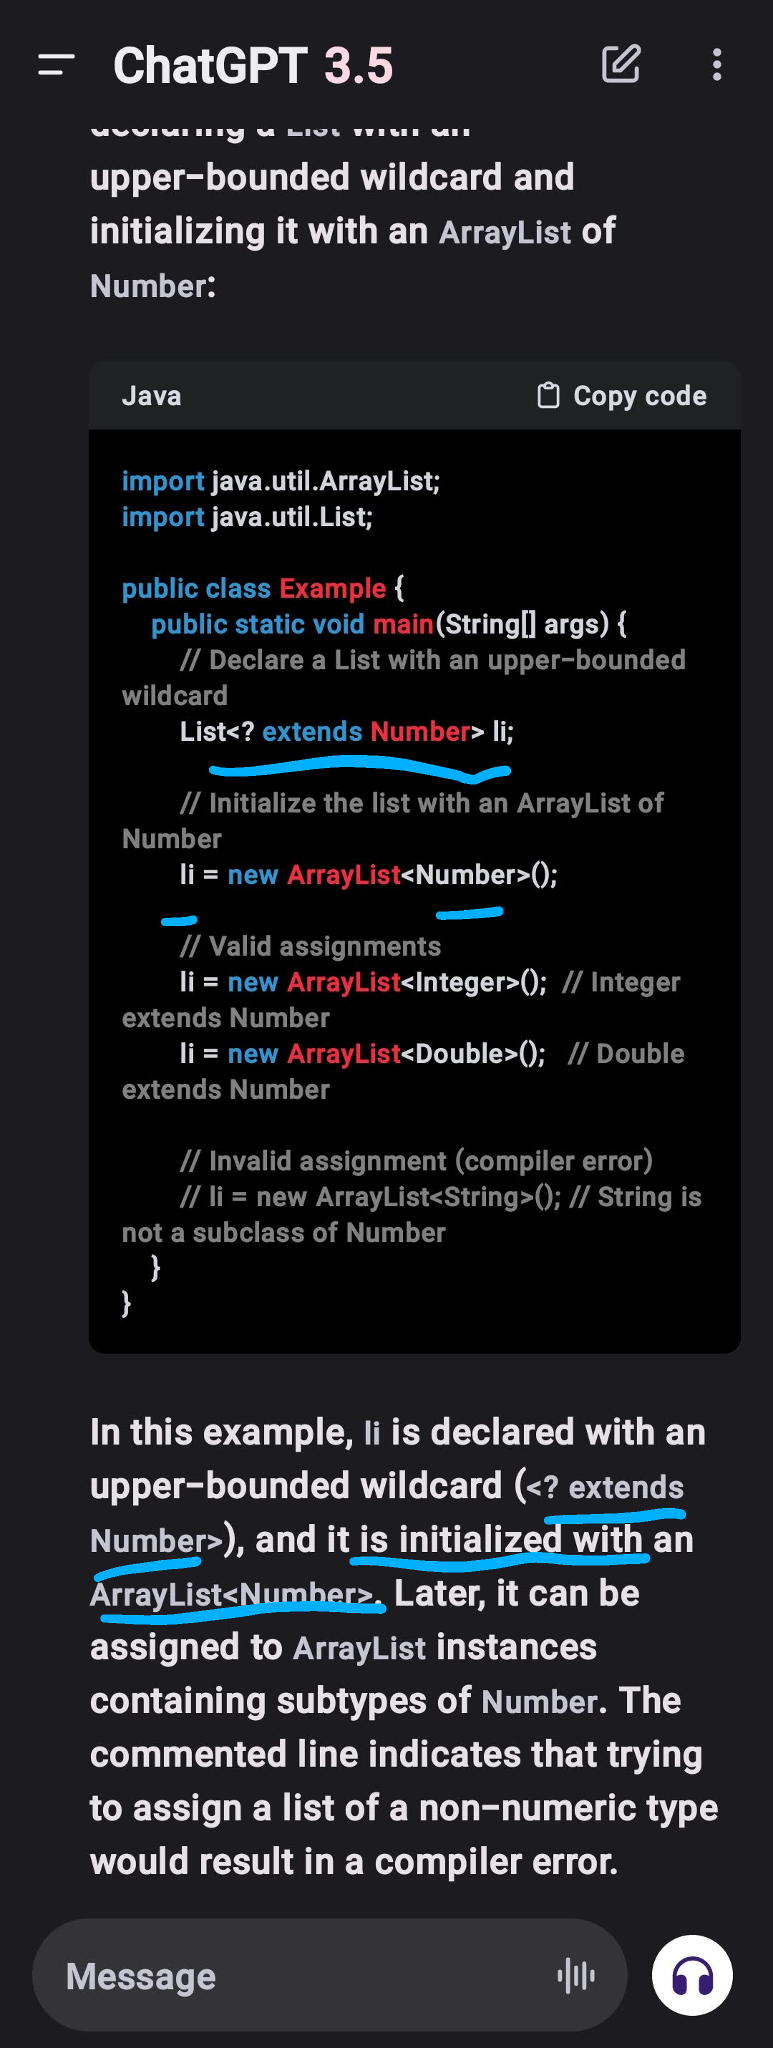 ChatGPT 3.5
declaring a List with an
upper-bounded wildcard and
initializing it with an ArrayList of
Number:
Java
Copy code
import java.util.ArrayList;
import java.util.List;
public class Example {
public static void main(String[] args) {
// Declare a List with an upper-bounded
wildcard
List<? extends Number> li;
// Initialize the list with an ArrayList of
Number
li = new ArrayList<Number>();
// Valid assignments
li = new ArrayList<Integer>(); // Integer
extends Number
li = new ArrayList<Double>(); // Double
extends Number
// Invalid assignment (compiler error)
// li = new ArrayList<String>(); // String is
not a subclass of Number
}
}
In this example, li is declared with an
upper-bounded wildcard (<? extends
Number>), and it is initialized with an
ArrayList<Number>. Later, it can be
assigned to ArrayList instances
containing subtypes of Number. The
commented line indicates that trying
to assign a list of a non-numeric type
would result in a compiler error.
Message